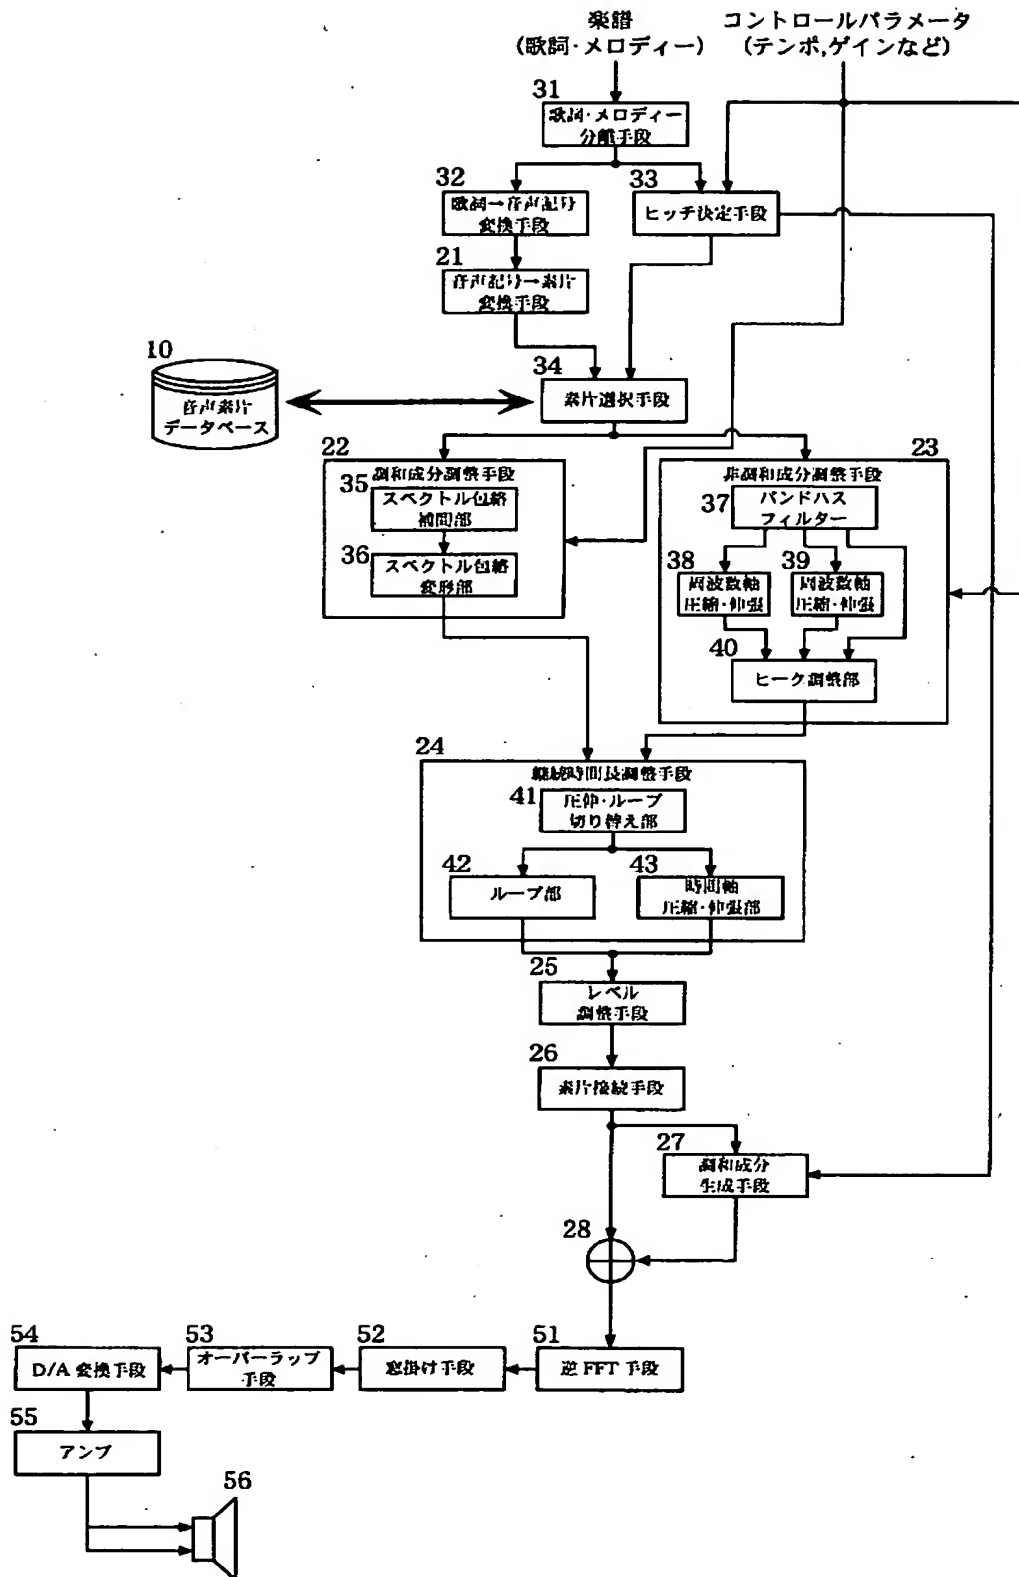 楽譜
(歌詞·メロディー)
コントロールパラメータ
(テンポ,ゲインなど)
31
歌詞·メロディー
分離手段
32
歌詞→音声記号
変換手段
33
ピッチ決定手段
21
音声記号→素片
変換手段
10
音声素片
データベース
34
素片選択手段
22
調和成分調整手段
35
スペクトル包絡
補間部
36
スペクトル包絡
変形部
23
非調和成分調整手段
37
バンドパス
フィルター
38
周波数軸
圧縮·伸張
39
周波数軸
圧縮·伸張
40
ピーク調整部
24
継続時間長調整手段
41
圧伸·ループ
切り替え部
42
ループ部
43
時間軸
圧縮·伸張部
25
レベル
調整手段
26
素片接続手段
27
調和成分
生成手段
28
54
D/A 変換手段
53
オーバーラップ
手段
52
窓掛け手段
51
逆 FFT 手段
55
アンプ
56